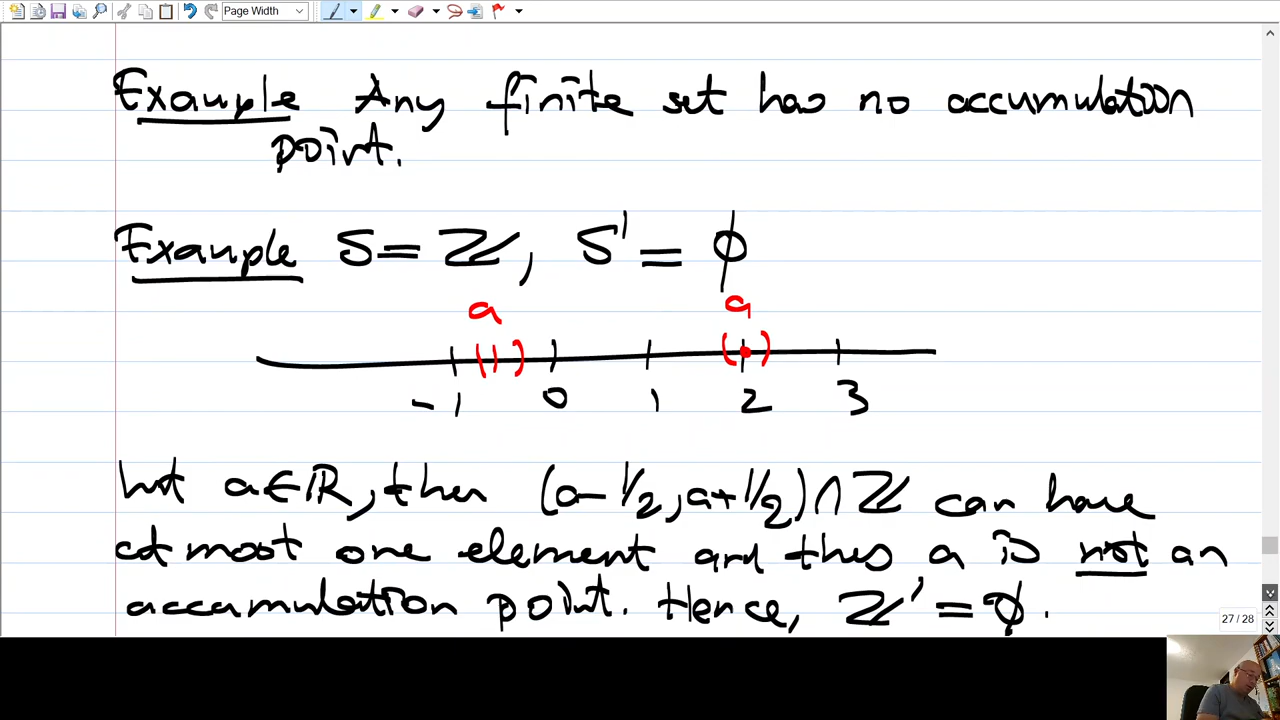 Page Width
Example Any finite set has no accumulation
point.
Example S = ℤ, S' = ϕ
a a
-1 0 1 2 3
Let a∈ℝ, then (a-1/2, a+1/2)∩ℤ can have
at most one element and thus a is not an
accumulation point. Hence, ℤ' = ϕ.
27 / 28